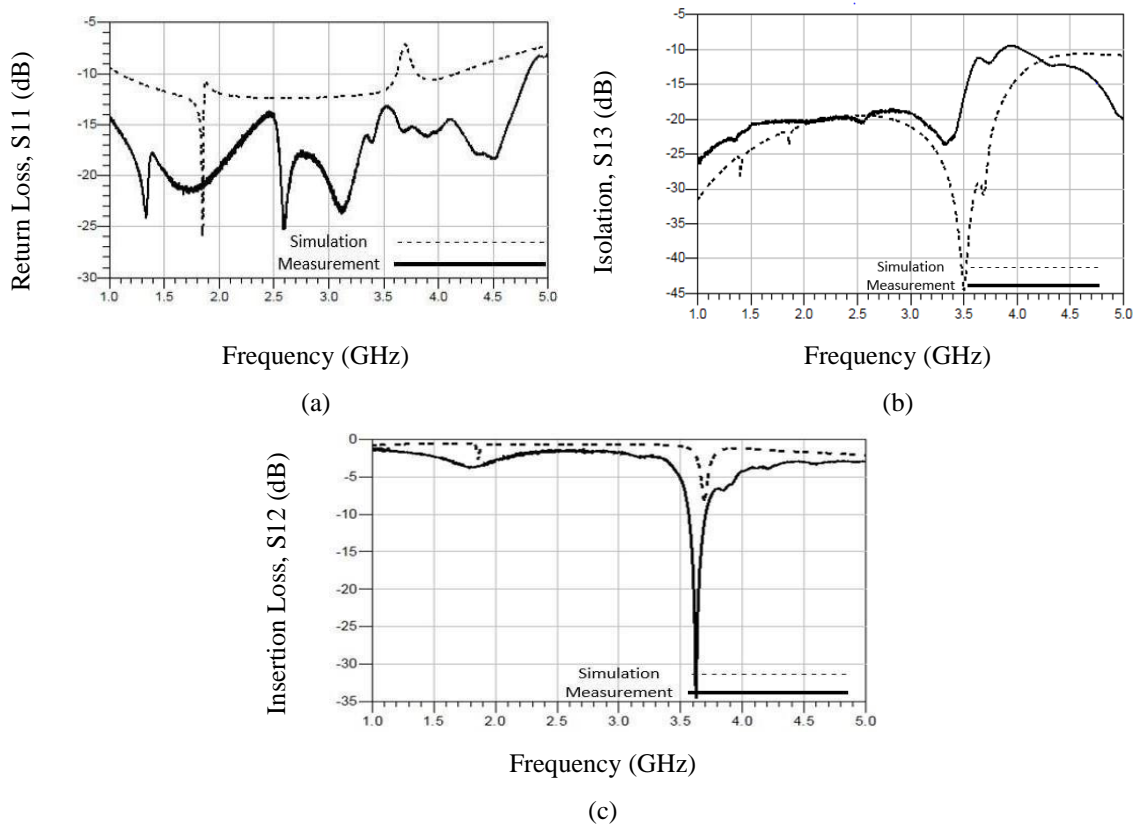 Return Loss, S11 (dB)
-5
-10
-15
-20
-25
-30
Simulation
Measurement
1.0 1.5 2.0 2.5 3.0 3.5 4.0 4.5 5.0
Frequency (GHz)
(a)
Isolation, S13 (dB)
-5
-10
-15
-20
-25
-30
-35
-40
-45
Simulation
Measurement
1.0 1.5 2.0 2.5 3.0 3.5 4.0 4.5 5.0
Frequency (GHz)
(b)
Insertion Loss, S12 (dB)
0
-5
-10
-15
-20
-25
-30
-35
Simulation
Measurement
1.0 1.5 2.0 2.5 3.0 3.5 4.0 4.5 5.0
Frequency (GHz)
(c)